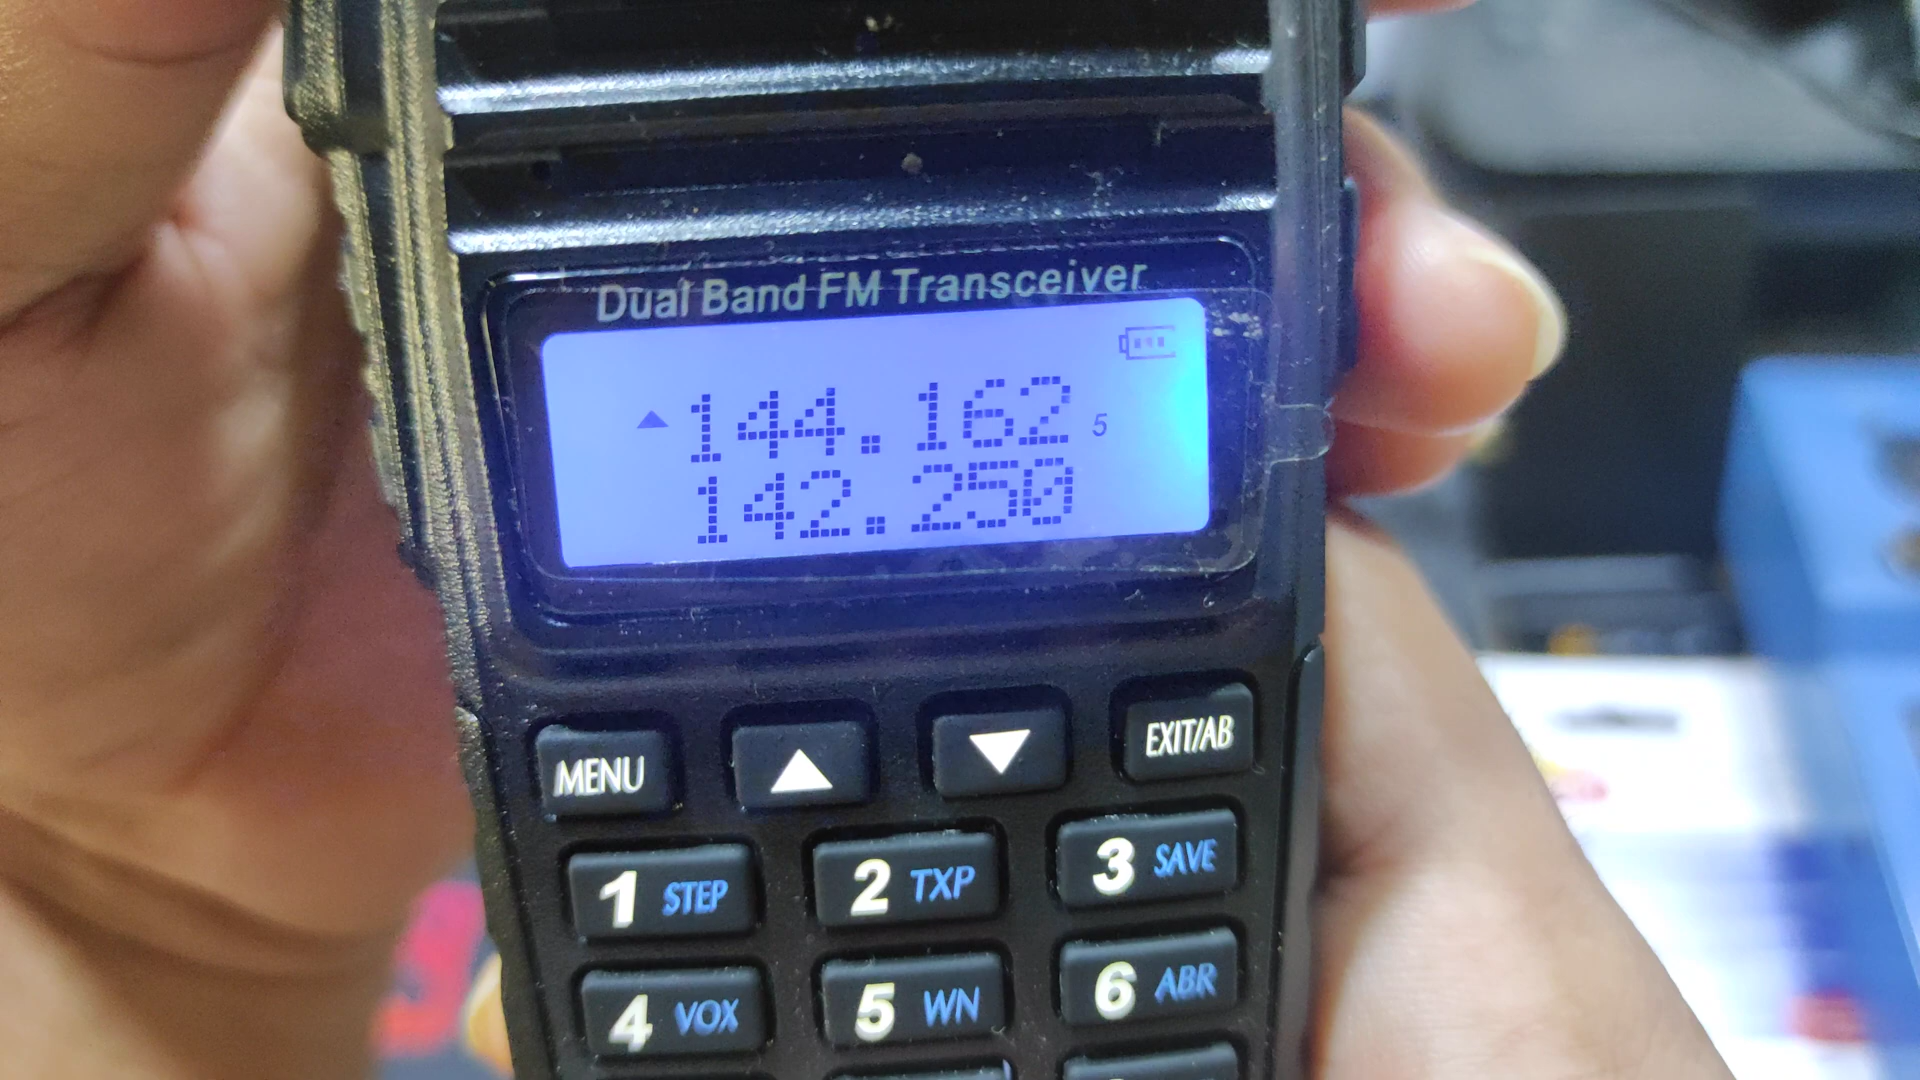 Dual Band FM Transceiver
▲144.162 5
142.250
MENU ▲ ▼ EXIT/AB
1 STEP 2 TXP 3 SAVE
4 VOX 5 WN 6 ABR